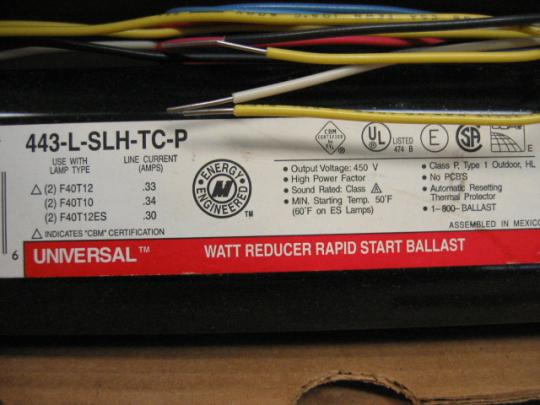 443-L-SLH-TC-P
USE WITH LAMP TYPE
LINE CURRENT (AMPS)
△ (2) F40T12 .33
(2) F40T10 .34
(2) F40T12ES .30
△ INDICATES "CBM" CERTIFICATION
ENERGY ENGINEERED
TM
CBM
CERTIFIED
UL
LISTED
474 B
E
SA
E
• Output Voltage: 450 V
• High Power Factor
• Sound Rated: Class A
• MIN. Starting Temp. 50°F
(60°F on ES Lamps)
• Class P, Type 1 Outdoor, HL
• No PCB'S
• Automatic Resetting
Thermal Protector
• 1-800-BALLAST
ASSEMBLED IN MEXICO
6
UNIVERSAL™
WATT REDUCER RAPID START BALLAST